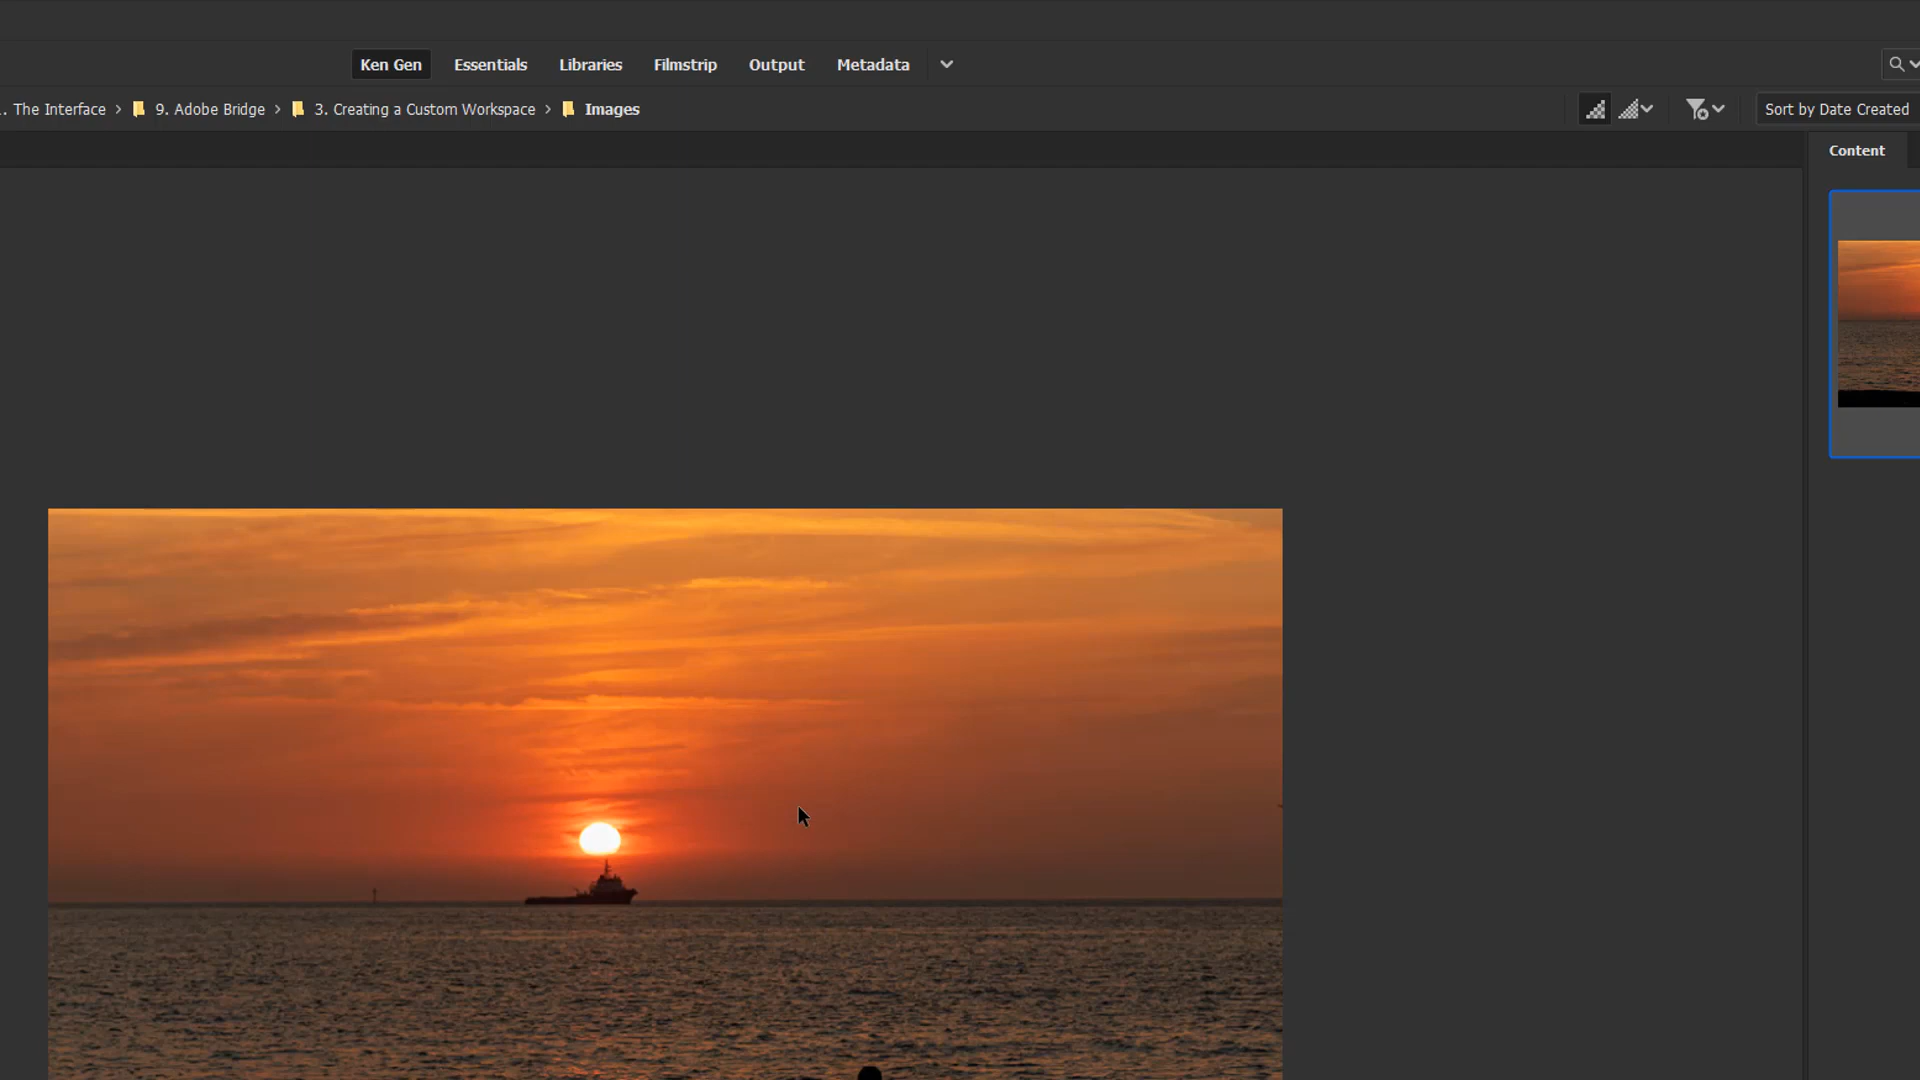 Ken Gen Essentials Libraries Filmstrip Output Metadata
. The Interface > 9. Adobe Bridge > 3. Creating a Custom Workspace > Images Sort by Date Created
Content